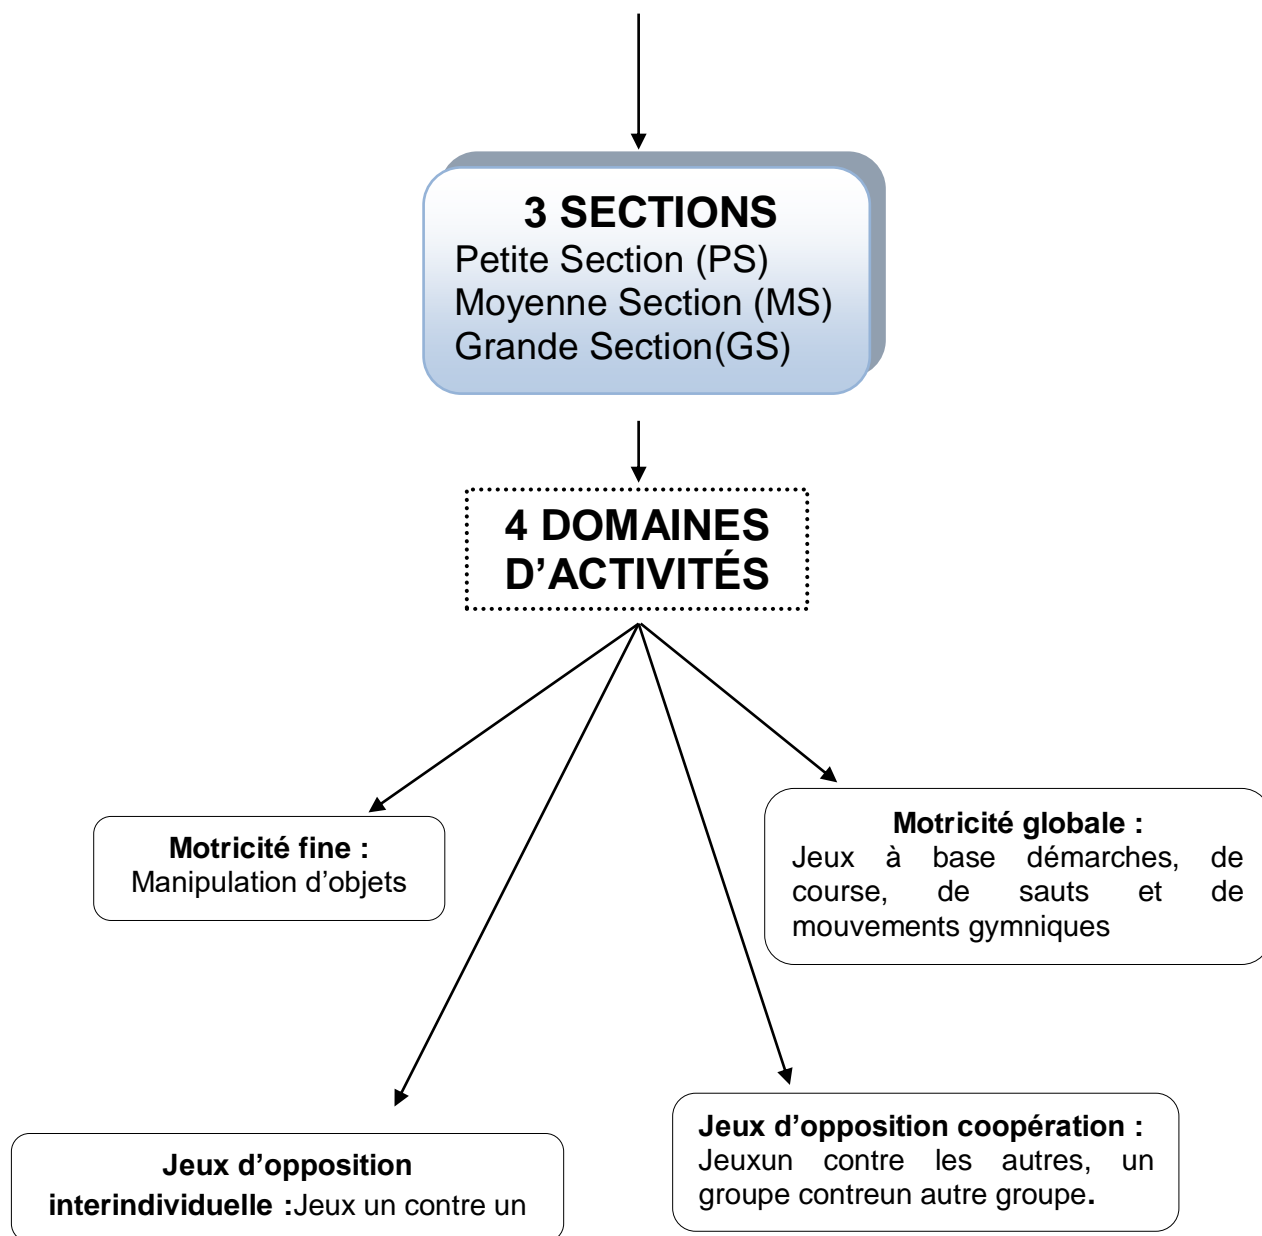 3 SECTIONS
Petite Section (PS)
Moyenne Section (MS)
Grande Section(GS)
4 DOMAINES
D’ACTIVITÉS
Motricité fine :
Manipulation d’objets
Motricité globale :
Jeux à base démarches, de
course, de sauts et de
mouvements gymniques
Jeux d’opposition
interindividuelle :Jeux un contre un
Jeux d’opposition coopération :
Jeuxun contre les autres, un
groupe contreun autre groupe.